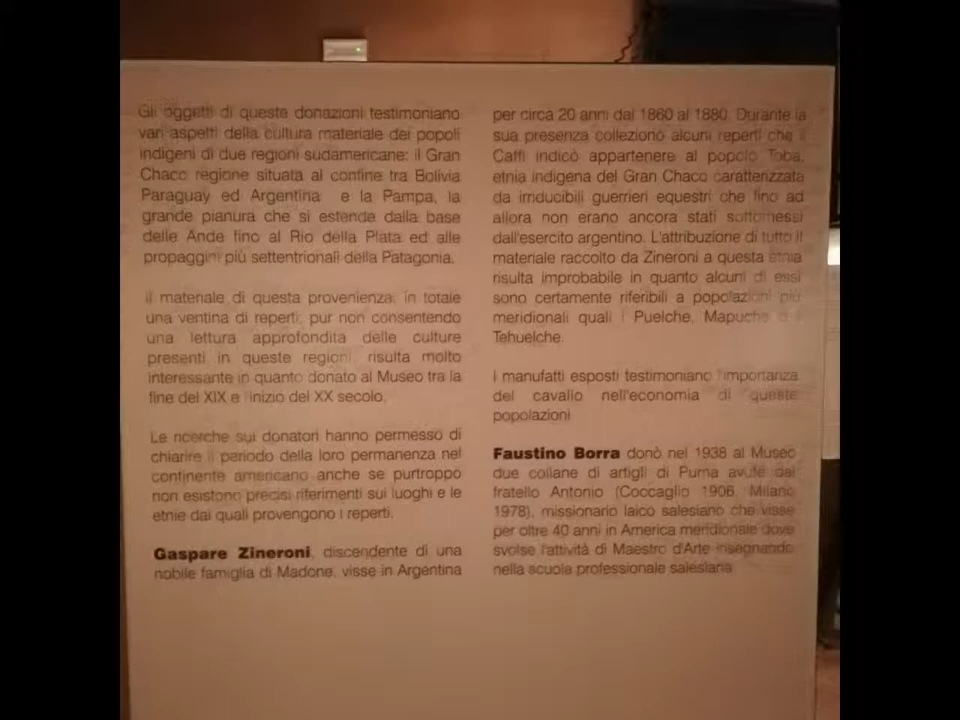 Gli oggetti di queste donazioni testimoniano
vari aspetti della cultura materiale dei popoli
indigeni di due regioni sudamericane: il Gran
Chaco regione situata al confine tra Bolivia
Paraguay ed Argentina e la Pampa, la
grande pianura che si estende dalla base
delle Ande fino al Rio della Plata ed alle
propaggini più settentrionali della Patagonia.
Il materiale di questa provenienza, in totale
una ventina di reperti, pur non consentendo
una lettura approfondita delle culture
presenti in queste regioni, risulta molto
interessante in quanto donato al Museo tra la
fine del XIX e l'inizio del XX secolo.
Le ricerche sui donatori hanno permesso di
chiarire il periodo della loro permanenza nel
continente americano anche se purtroppo
non esistono precisi riferimenti sui luoghi e le
etnie dai quali provengono i reperti.
Gaspare Zineroni, discendente di una
nobile famiglia di Madone, visse in Argentina
per circa 20 anni dal 1860 al 1880. Durante la
sua presenza collezionò alcuni reperti che il
Caffi indicò appartenere al popolo Toba,
etnia indigena del Gran Chaco caratterizzata
da irriducibili guerrieri equestri che fino ad
allora non erano ancora stati sottomessi
dall'esercito argentino. L'attribuzione di tutto il
materiale raccolto da Zineroni a questa etnia
risulta improbabile in quanto alcuni di essi
sono certamente riferibili a popolazioni più
meridionali quali i Puelche, Mapuche o i
Tehuelche.
I manufatti esposti testimoniano l'importanza
del cavallo nell'economia di queste
popolazioni
Faustino Borra donò nel 1938 al Museo
due collane di artigli di Puma avute dal
fratello Antonio (Coccaglio 1906, Milano
1978), missionario laico salesiano che visse
per oltre 40 anni in America meridionale dove
svolse l'attività di Maestro d'Arte insegnando
nella scuola professionale salesiana